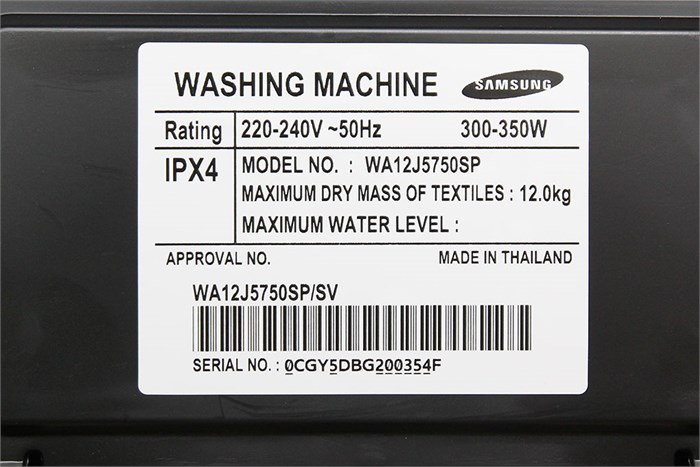 WASHING MACHINE SAMSUNG
Rating 220-240V ~50Hz 300-350W
IPX4 MODEL NO. : WA12J5750SP
MAXIMUM DRY MASS OF TEXTILES : 12.0kg
MAXIMUM WATER LEVEL :
APPROVAL NO. MADE IN THAILAND
WA12J5750SP/SV
SERIAL NO. : 0CGY5DBG200354F